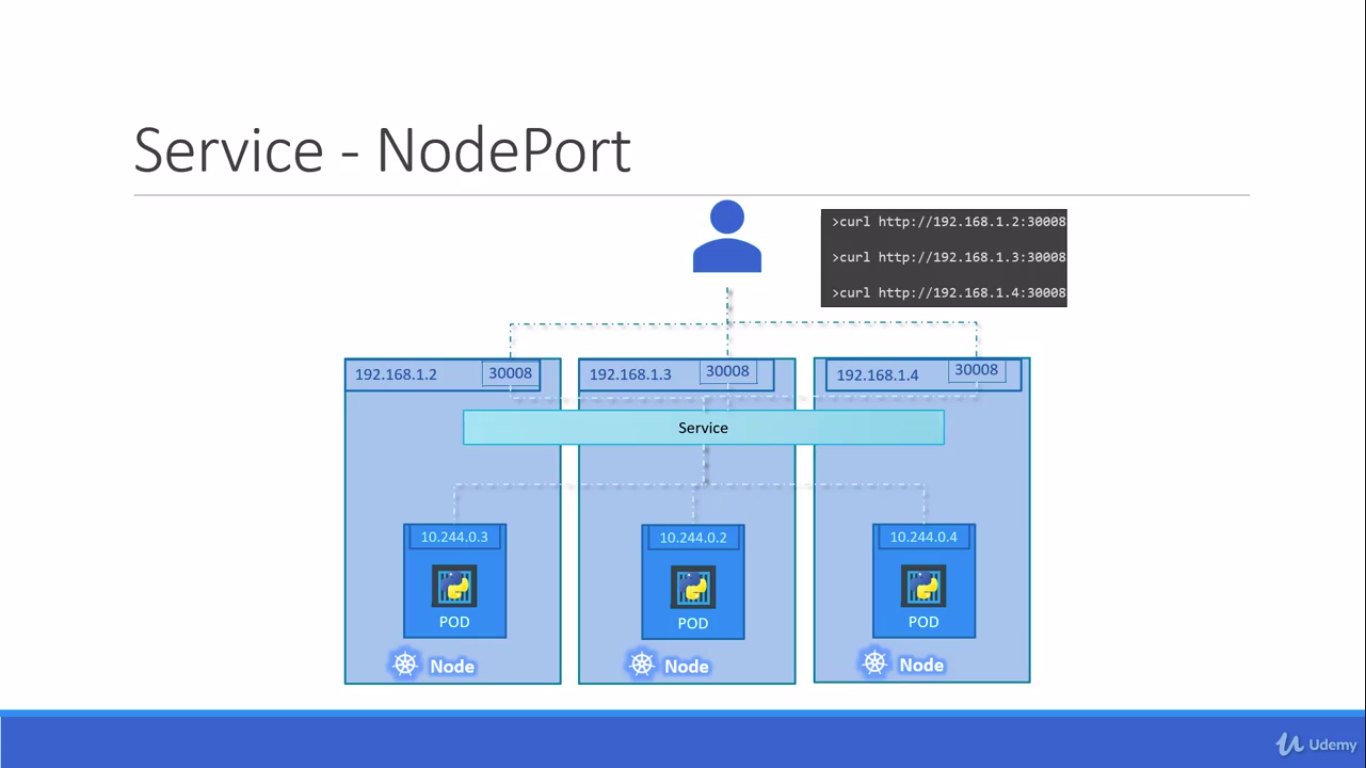 Service - NodePort
>curl http://192.168.1.2:30008
>curl http://192.168.1.3:30008
>curl http://192.168.1.4:30008
192.168.1.2 30008 192.168.1.3 30008 192.168.1.4 30008
Service
10.244.0.3 10.244.0.2 10.244.0.4
POD POD POD
Node Node Node
Udemy